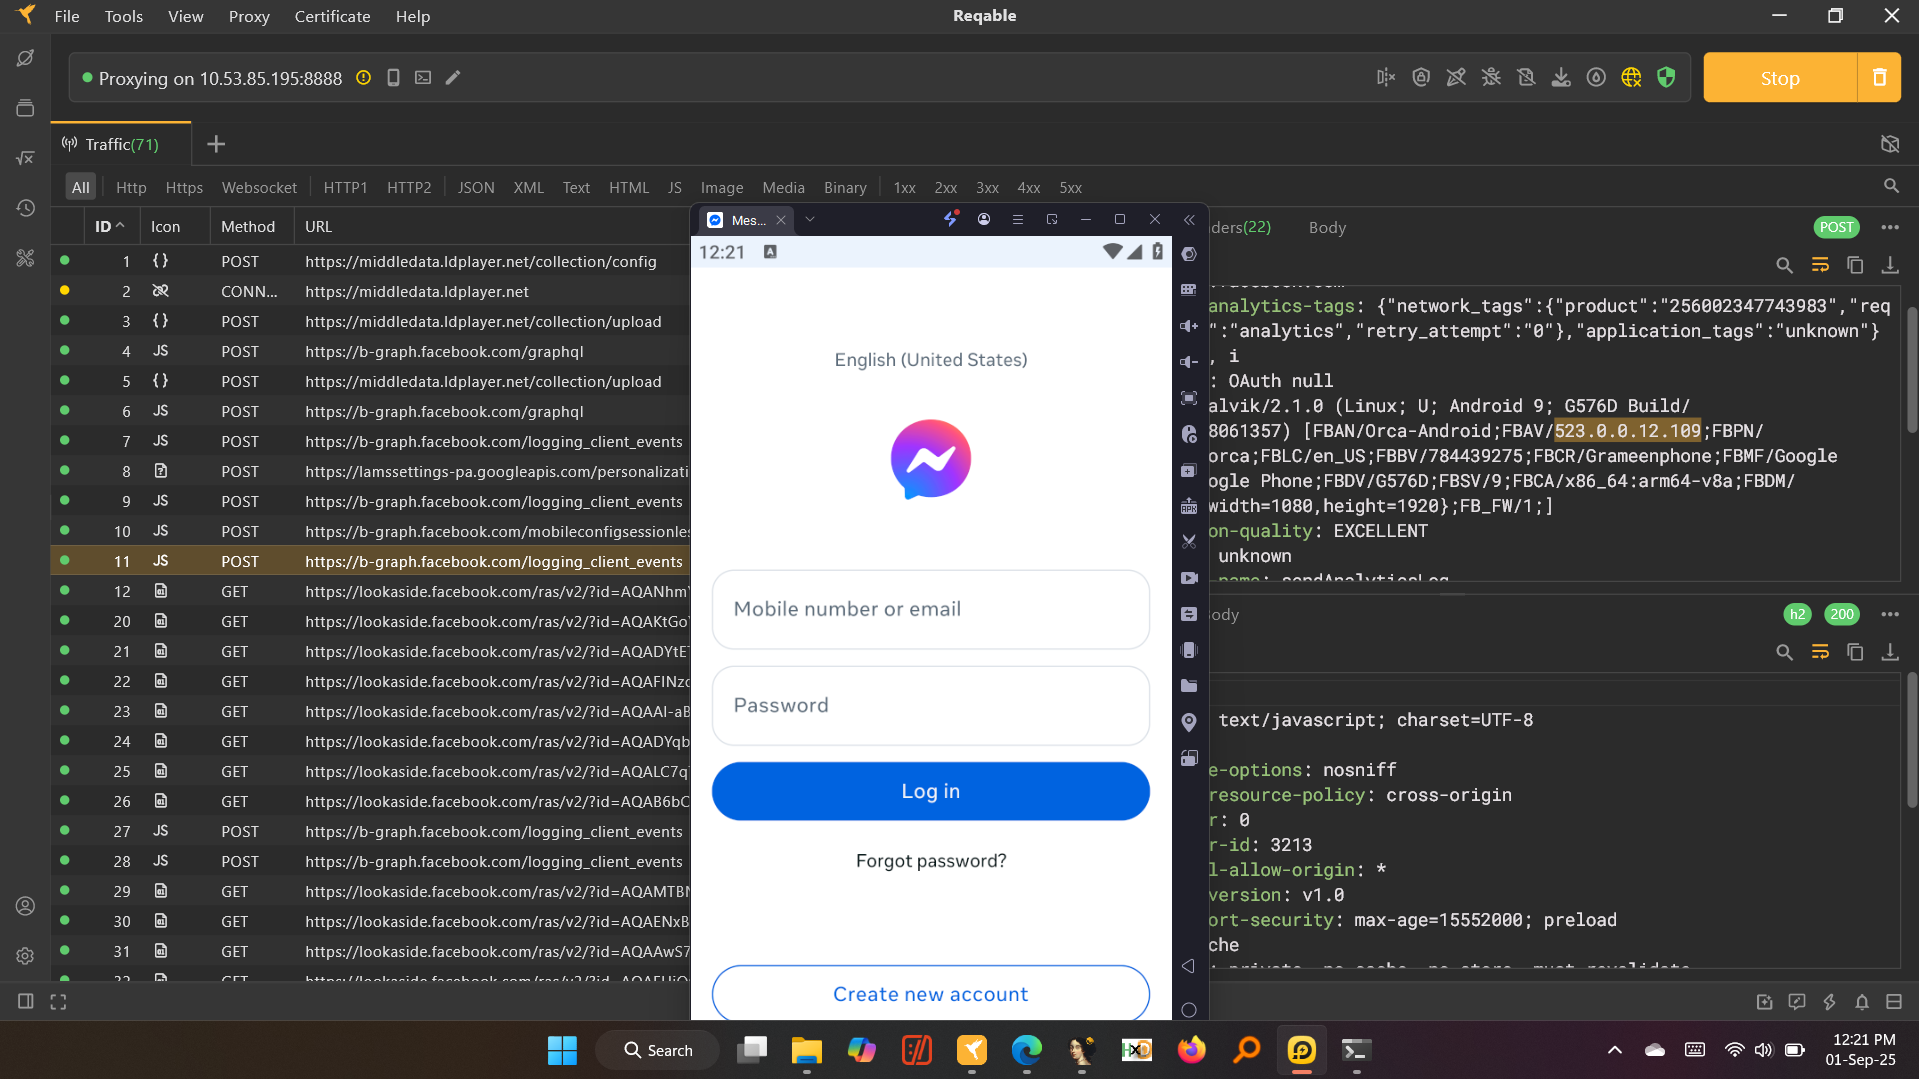 File Tools View Proxy Certificate Help
Reqable
Proxying on 10.53.85.195:8888
Stop
Traffic(71)
All Http Https Websocket HTTP1 HTTP2 JSON XML Text HTML JS Image Media Binary 1xx 2xx 3xx 4xx 5xx
ID Icon Method URL
1 POST https://middledata.ldplayer.net/collection/config
2 CONN... https://middledata.ldplayer.net
3 POST https://middledata.ldplayer.net/collection/upload
4 JS POST https://b-graph.facebook.com/graphql
5 POST https://middledata.ldplayer.net/collection/upload
6 JS POST https://b-graph.facebook.com/graphql
7 JS POST https://b-graph.facebook.com/logging_client_events
8 POST https://lamssettings-pa.googleapis.com/personalizati
9 JS POST https://b-graph.facebook.com/logging_client_events
10 JS POST https://b-graph.facebook.com/mobileconfigsessionles
11 JS POST https://b-graph.facebook.com/logging_client_events
12 GET https://lookaside.facebook.com/ras/v2/?id=AQANhm
20 GET https://lookaside.facebook.com/ras/v2/?id=AQAKtGo
21 GET https://lookaside.facebook.com/ras/v2/?id=AQADYtE
22 GET https://lookaside.facebook.com/ras/v2/?id=AQAFINzc
23 GET https://lookaside.facebook.com/ras/v2/?id=AQAAI-aB
24 GET https://lookaside.facebook.com/ras/v2/?id=AQADYqb
25 GET https://lookaside.facebook.com/ras/v2/?id=AQALC7q
26 GET https://lookaside.facebook.com/ras/v2/?id=AQAB6bC
27 JS POST https://b-graph.facebook.com/logging_client_events
28 JS POST https://b-graph.facebook.com/logging_client_events
29 GET https://lookaside.facebook.com/ras/v2/?id=AQAMTBN
30 GET https://lookaside.facebook.com/ras/v2/?id=AQAENxB
31 GET https://lookaside.facebook.com/ras/v2/?id=AQAAwS7
Mes...
12:21
English (United States)
Mobile number or email
Password
Log in
Forgot password?
Create new account
ders(22) Body
POST
analytics-tags: {"network_tags":{"product":"256002347743983","req
":"analytics","retry_attempt":"0"},"application_tags":"unknown"}
, i
: OAuth null
alvik/2.1.0 (Linux; U; Android 9; G576D Build/
8061357) [FBAN/Orca-Android;FBAV/523.0.0.12.109;FBPN/
orca;FBLC/en_US;FBBV/784439275;FBCR/Grameenphone;FBMF/Google
ogle Phone;FBDV/G576D;FBSV/9;FBCA/x86_64:arm64-v8a;FBDM/
width=1080,height=1920};FB_FW/1;]
on-quality: EXCELLENT
unknown
-name: sendAnalyticsLog
ody
h2 200
text/javascript; charset=UTF-8
e-options: nosniff
resource-policy: cross-origin
r: 0
r-id: 3213
l-allow-origin: *
version: v1.0
ort-security: max-age=15552000; preload
che
Search
12:21 PM
01-Sep-25